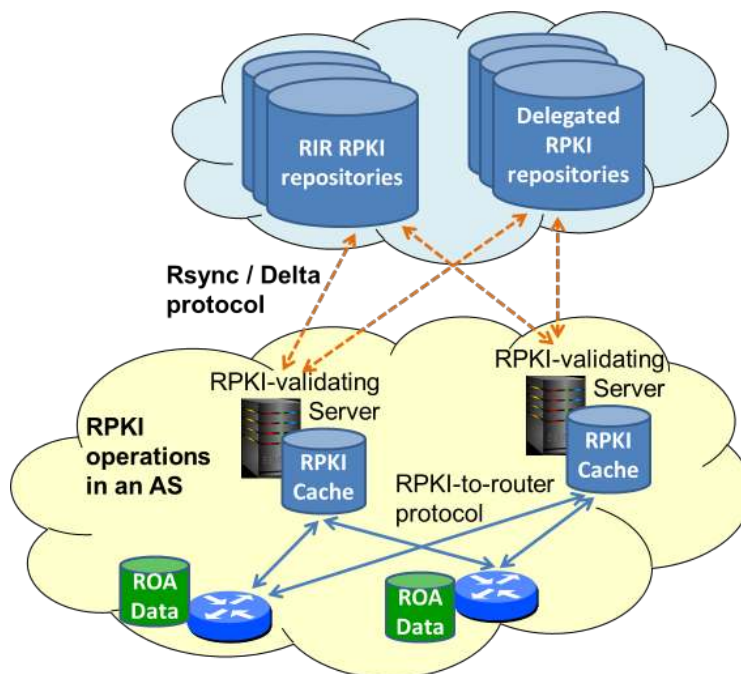 RIR RPKI
repositories
Delegated
RPKI
repositories
Rsync / Delta
protocol
RPKI-validating
Server
RPKI-validating
Server
RPKI
operations
in an AS
RPKI
Cache
RPKI
Cache
RPKI-to-router
protocol
ROA
Data
ROA
Data